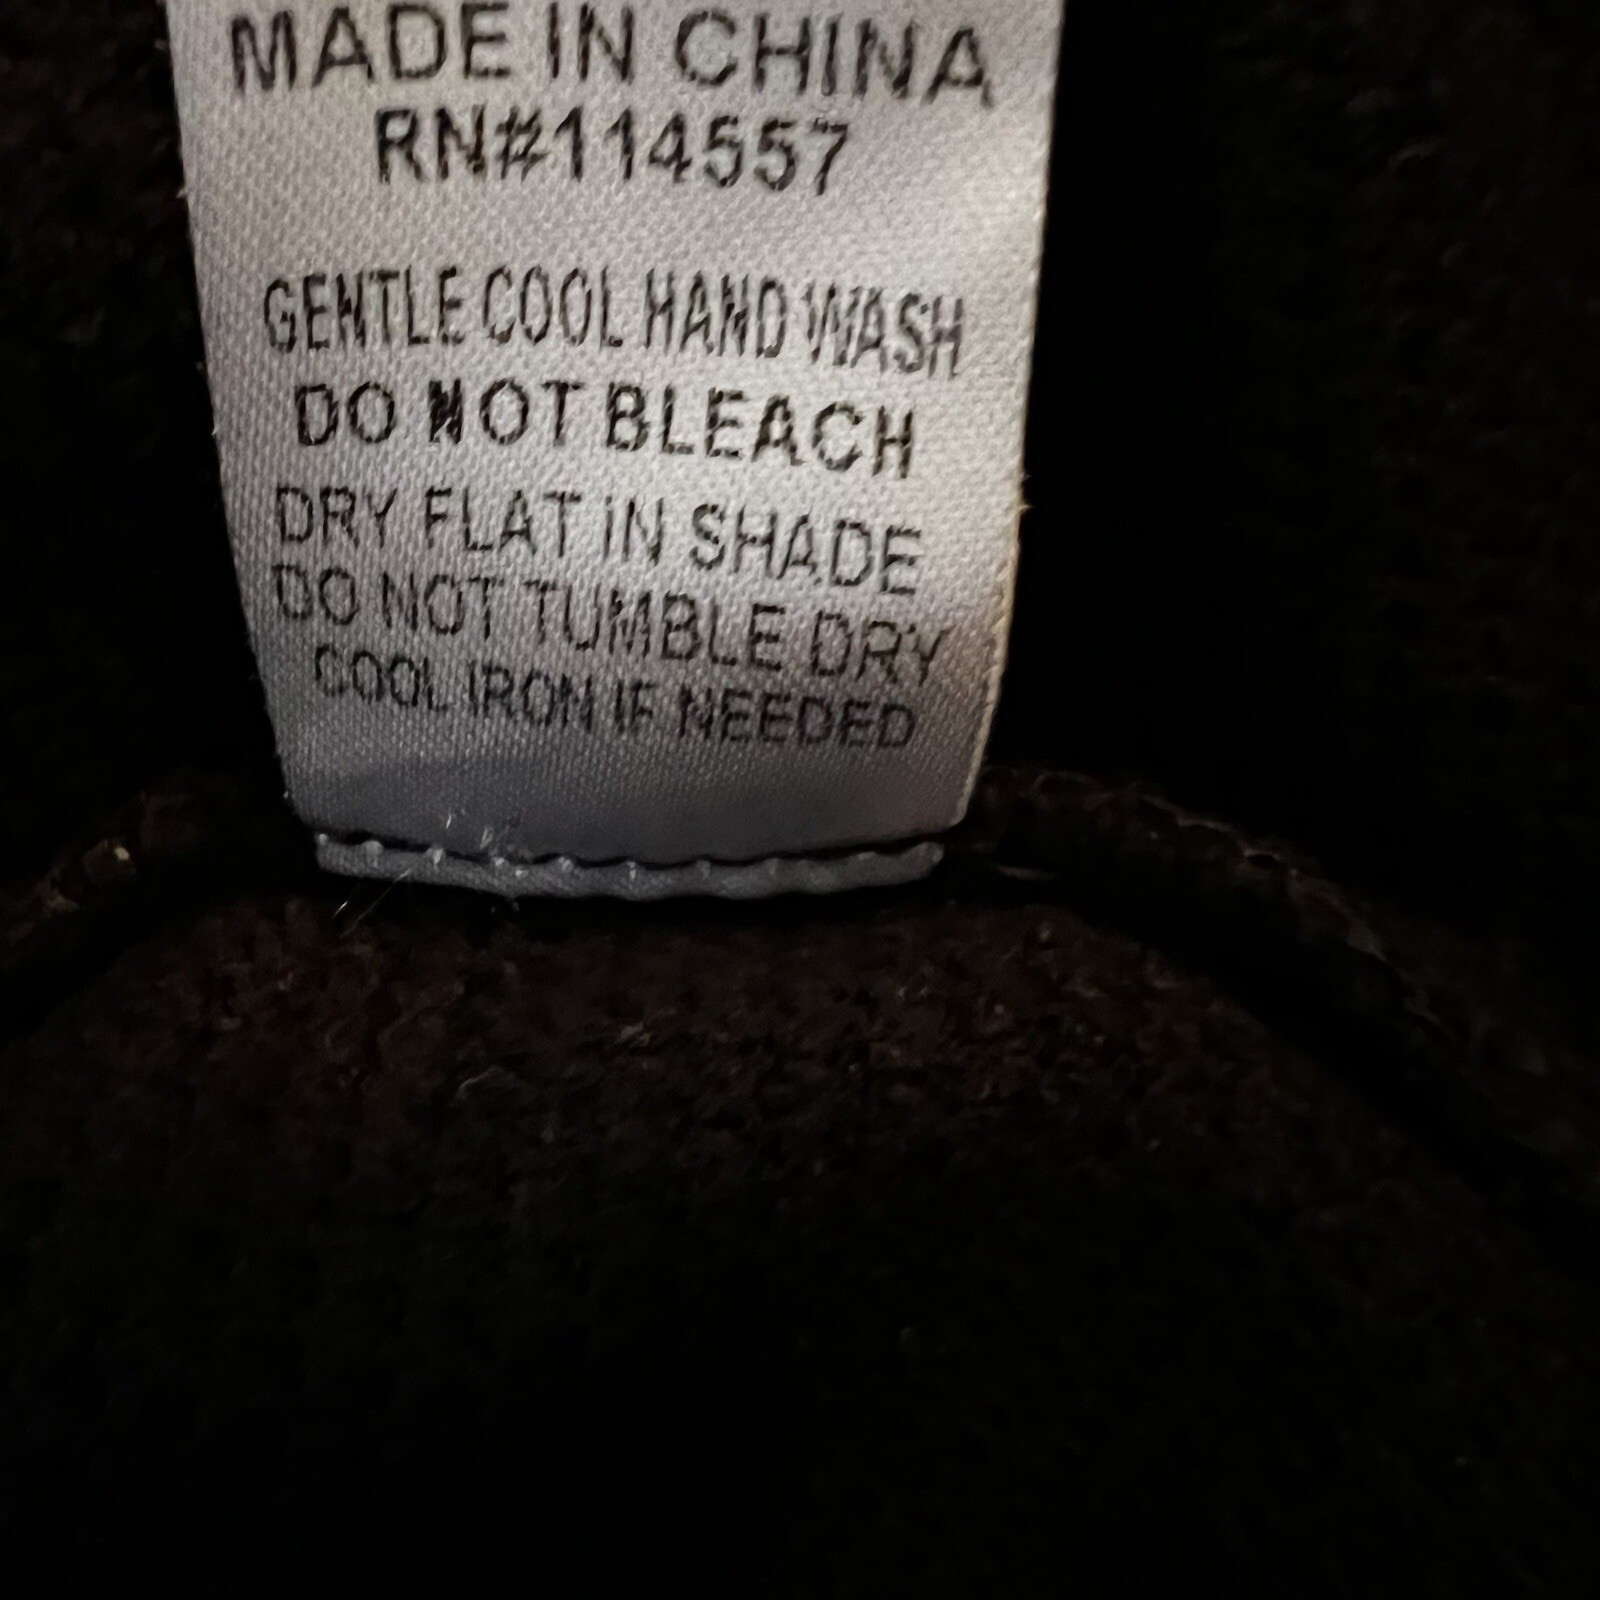 MADE IN CHINA
RN#114557
GENTLE COOL HAND WASH
DO NOT BLEACH
DRY FLAT IN SHADE
DO NOT TUMBLE DRY
COOL IRON IF NEEDED